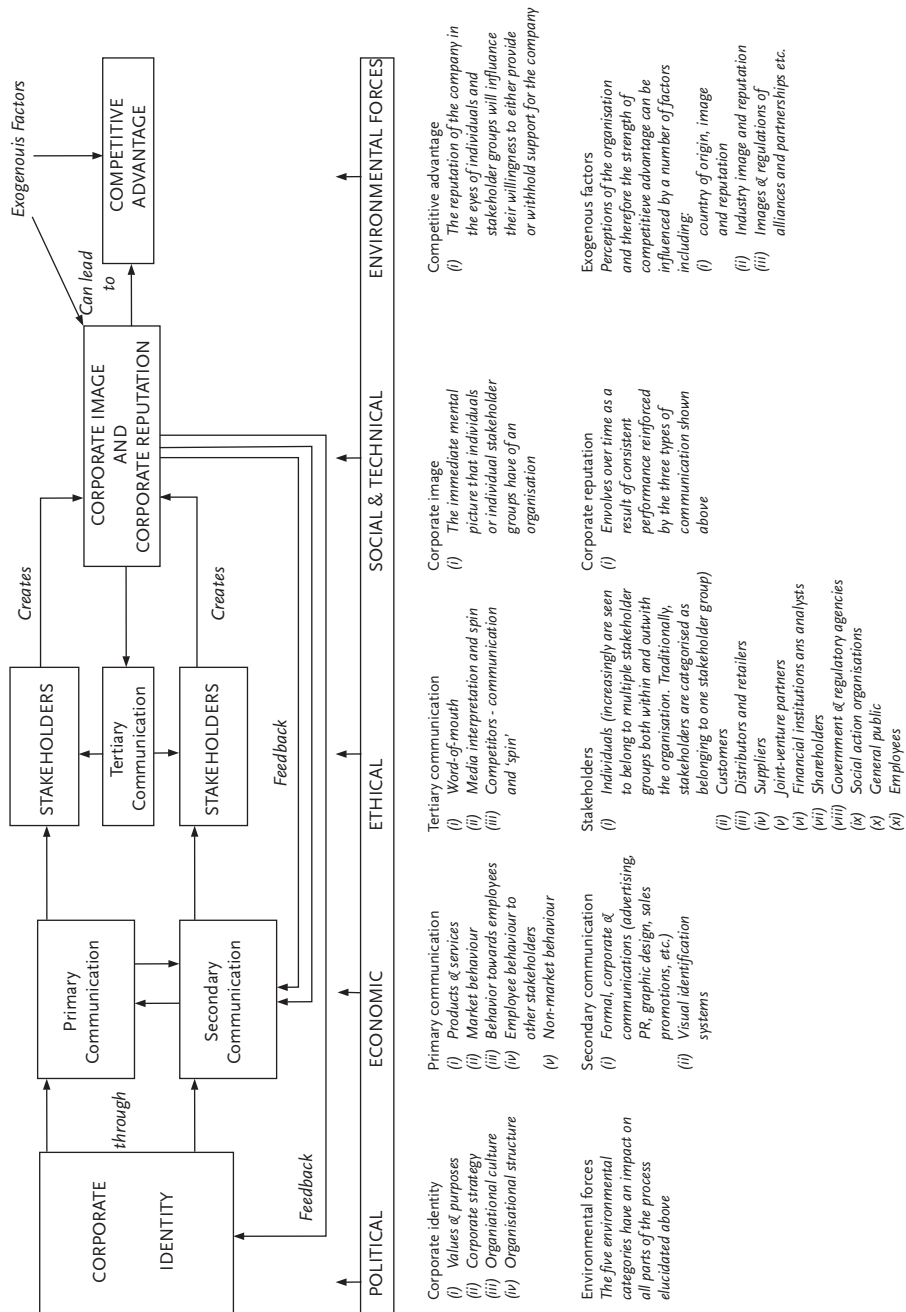 Exogenouis Factors
CORPORATE
IDENTITY
through
Primary
Communication
Secondary
Communication
STAKEHOLDERS
Tertiary
Communication
STAKEHOLDERS
Creates
Creates
CORPORATE IMAGE
AND
CORPORATE REPUTATION
Can lead
to
COMPETITIVE
ADVANTAGE
Feedback
Feedback
POLITICAL
ECONOMIC
ETHICAL
SOCIAL & TECHNICAL
ENVIRONMENTAL FORCES
Corporate identity
(i) Values & purposes
(ii) Corporate strategy
(iii) Organiational culture
(iv) Organisational structure
Environmental forces
The five environmental
categories have an impact on
all parts of the process
elucidated above
Primary communication
(i) Products & services
(ii) Market behaviour
(iii) Behavior towards employees
(iv) Employee behaviour to
other stakeholders
(v) Non-market behaviour
Secondary communication
(i) Formal, corporate &
communications (advertising,
PR, graphic design, sales
promotions, etc.)
(ii) Visual identification
systems
Tertiary communication
(i) Word-of-mouth
(ii) Media interpretation and spin
(iii) Competitors - communication
and 'spin'
Stakeholders
(i) Individuals (increasingly are seen
to belong to multiple stakeholder
groups both within and outwith
the organisation. Traditionally,
stakeholders are categorised as
belonging to one stakeholder group)
(ii) Customers
(iii) Distributors and retailers
(iv) Suppliers
(v) Joint-venture partners
(vi) Financial institutions ans analysts
(vii) Shareholders
(viii) Government & regulatory agencies
(ix) Social action organisations
(x) General public
(xi) Employees
Corporate image
(i) The immediate mental
picture that individuals
or individual stakeholder
groups have of an
organisation
Corporate reputation
(i) Envolves over time as a
result of consistent
performance reinforced
by the three types of
communication shown
above
Competitive advantage
(i) The reputation of the company in
the eyes of individuals and
stakeholder groups will influance
their willingness to either provide
or withhold support for the company
Exogenous factors
Perceptions of the organisation
and therefore the strength of
competitieve advantage can be
influenced by a number of factors
including:
(i) country of origin, image
and reputation
(ii) Industry image and reputation
(iii) Images & regulations of
alliances and partnerships etc.